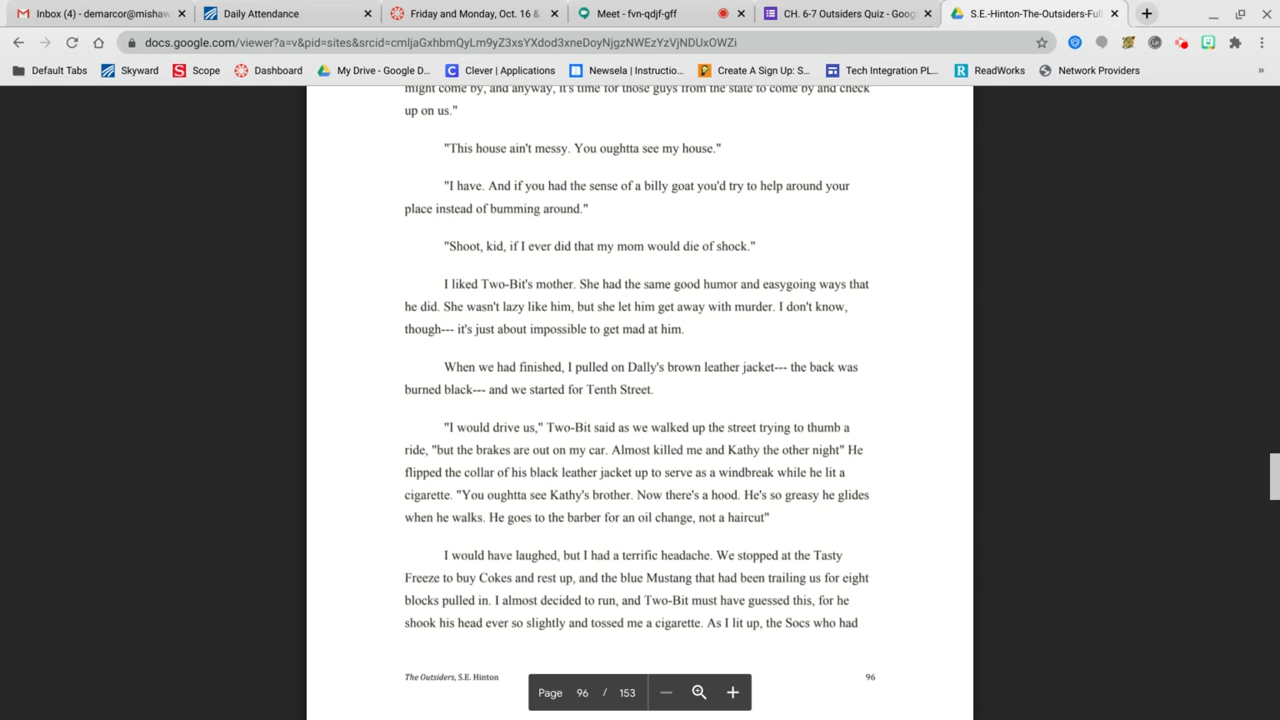 Inbox (4) - demarcor@mishaw
Daily Attendance
Friday and Monday, Oct. 16 &
Meet - fvn-qdjf-gff
CH. 6-7 Outsiders Quiz - Goog
S.E.-Hinton-The-Outsiders-Full
docs.google.com/viewer?a=v&pid=sites&srcid=cmljaGxhbmQyLm9yZ3xsYXdod3xneDoyNjgzNWEzYzVjNDUxOWZi
Default Tabs
Skyward
Scope
Dashboard
My Drive - Google D...
Clever | Applications
Newsela | Instructio...
Create A Sign Up: S...
Tech Integration PL...
ReadWorks
Network Providers
»
might come by, and anyway, it's time for those guys from the state to come by and check
up on us."
"This house ain't messy. You oughtta see my house."
"I have. And if you had the sense of a billy goat you'd try to help around your
place instead of bumming around."
"Shoot, kid, if I ever did that my mom would die of shock."
I liked Two-Bit's mother. She had the same good humor and easygoing ways that
he did. She wasn't lazy like him, but she let him get away with murder. I don't know,
though--- it's just about impossible to get mad at him.
When we had finished, I pulled on Dally's brown leather jacket--- the back was
burned black--- and we started for Tenth Street.
"I would drive us," Two-Bit said as we walked up the street trying to thumb a
ride, "but the brakes are out on my car. Almost killed me and Kathy the other night" He
flipped the collar of his black leather jacket up to serve as a windbreak while he lit a
cigarette. "You oughtta see Kathy's brother. Now there's a hood. He's so greasy he glides
when he walks. He goes to the barber for an oil change, not a haircut"
I would have laughed, but I had a terrific headache. We stopped at the Tasty
Freeze to buy Cokes and rest up, and the blue Mustang that had been trailing us for eight
blocks pulled in. I almost decided to run, and Two-Bit must have guessed this, for he
shook his head ever so slightly and tossed me a cigarette. As I lit up, the Socs who had
The Outsiders, S.E. Hinton
96
Page 96 / 153